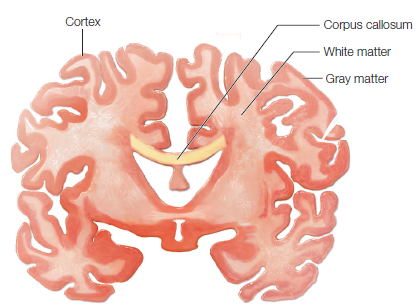 Cortex
Corpus callosum
White matter
Gray matter